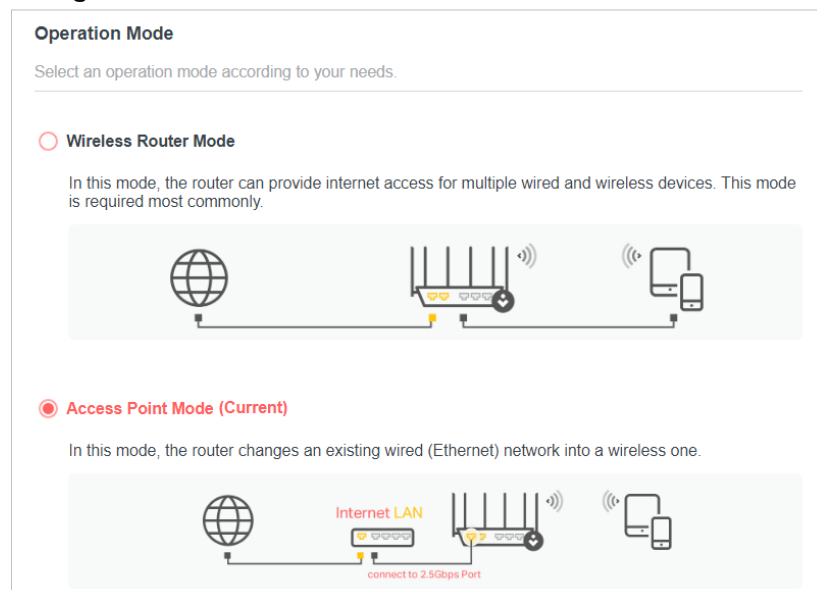 Operation Mode
Select an operation mode according to your needs.
Wireless Router Mode
In this mode, the router can provide internet access for multiple wired and wireless devices. This mode
is required most commonly.
Access Point Mode (Current)
In this mode, the router changes an existing wired (Ethernet) network into a wireless one.
Internet LAN
connect to 2.5Gbps Port